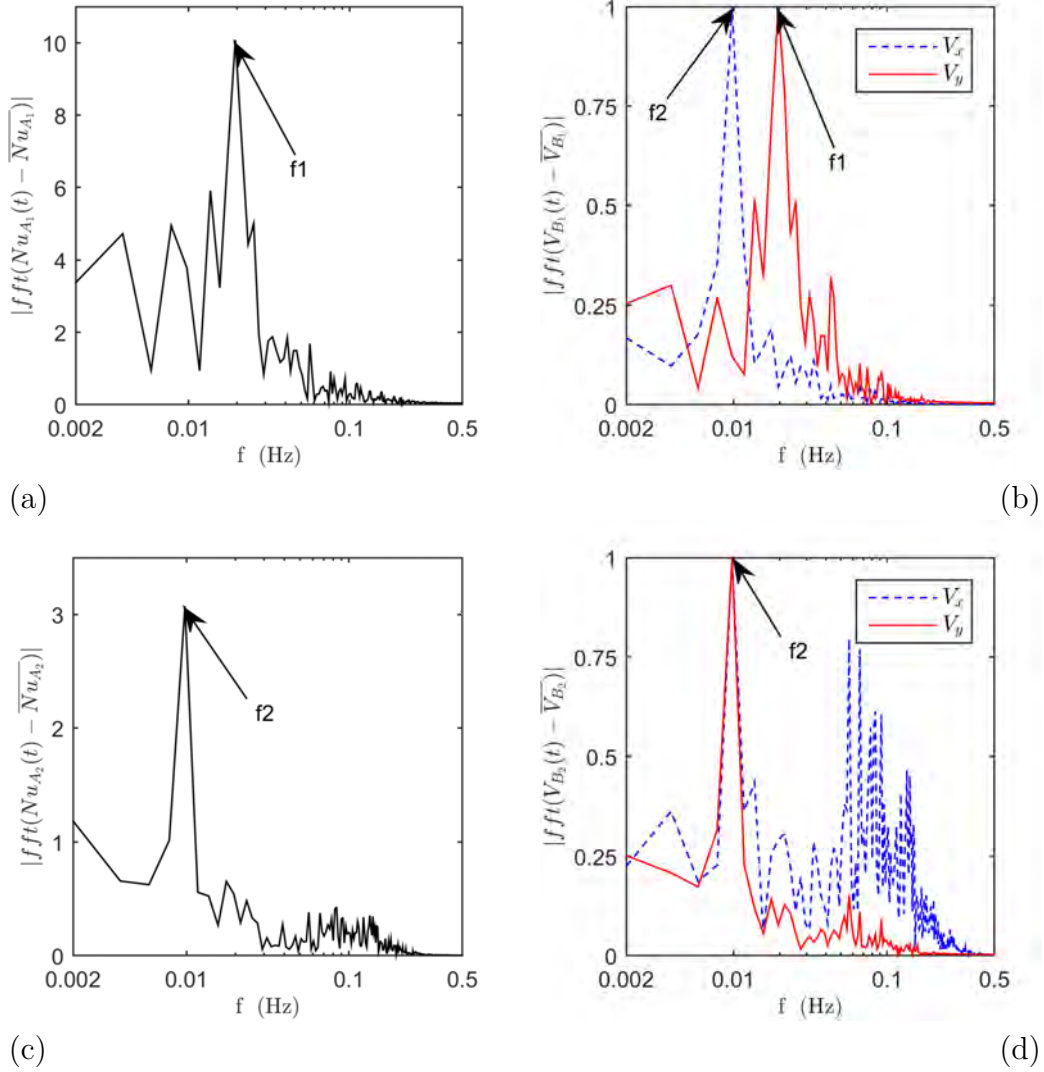 10
8
6
4
2
0
|fft(Nu_{A_1}(t) − \overline{Nu_{A_1}})|
f1
0.002 0.01 0.1 0.5
f (Hz)
(a)
1
0.75
0.5
0.25
0
|fft(V_{B_1}(t) − \overline{V_{B_1}})|
f2
f1
V_x
V_y
0.002 0.01 0.1 0.5
f (Hz)
(b)
3
2
1
0
|fft(Nu_{A_2}(t) − \overline{Nu_{A_2}})|
f2
0.002 0.01 0.1 0.5
f (Hz)
(c)
1
0.75
0.5
0.25
0
|fft(V_{B_2}(t) − \overline{V_{B_2}})|
f2
V_x
V_y
0.002 0.01 0.1 0.5
f (Hz)
(d)